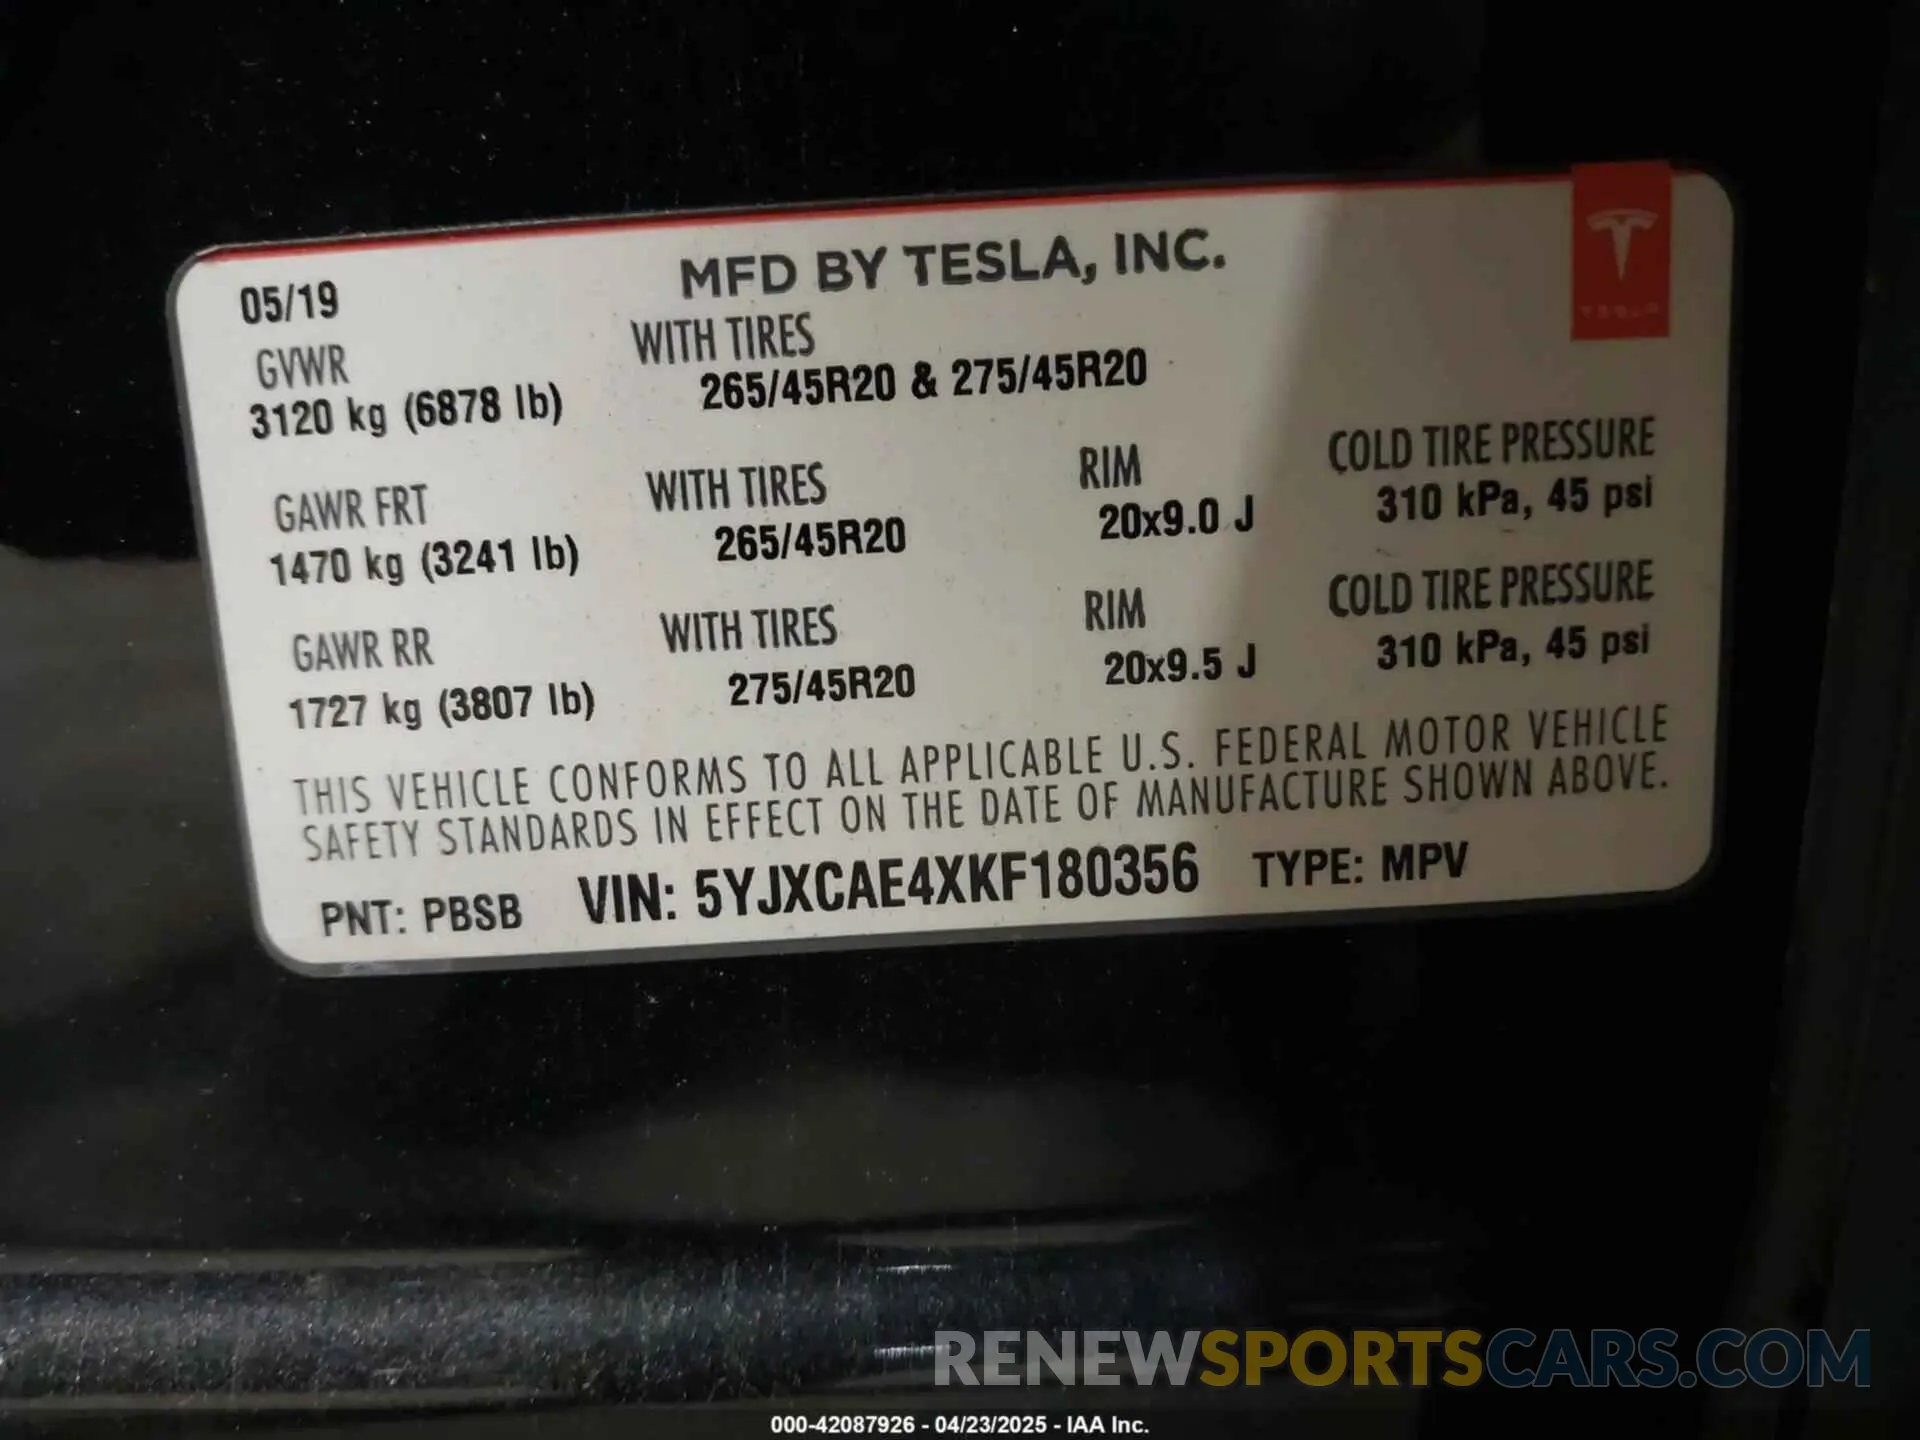 05/19
MFD BY TESLA, INC.
GVWR
WITH TIRES
3120 kg (6878 lb)
265/45R20 & 275/45R20
GAWR FRT
WITH TIRES
RIM
COLD TIRE PRESSURE
1470 kg (3241 lb)
265/45R20
20x9.0 J
310 kPa, 45 psi
GAWR RR
WITH TIRES
RIM
COLD TIRE PRESSURE
1727 kg (3807 lb)
275/45R20
20x9.5 J
310 kPa, 45 psi
THIS VEHICLE CONFORMS TO ALL APPLICABLE U.S. FEDERAL MOTOR VEHICLE
SAFETY STANDARDS IN EFFECT ON THE DATE OF MANUFACTURE SHOWN ABOVE.
PNT: PBSB VIN: 5YJXCAE4XKF180356 TYPE: MPV
TESLA
RENEWSPORTSCARS.COM
000-42087926 - 04/23/2025 - IAA Inc.